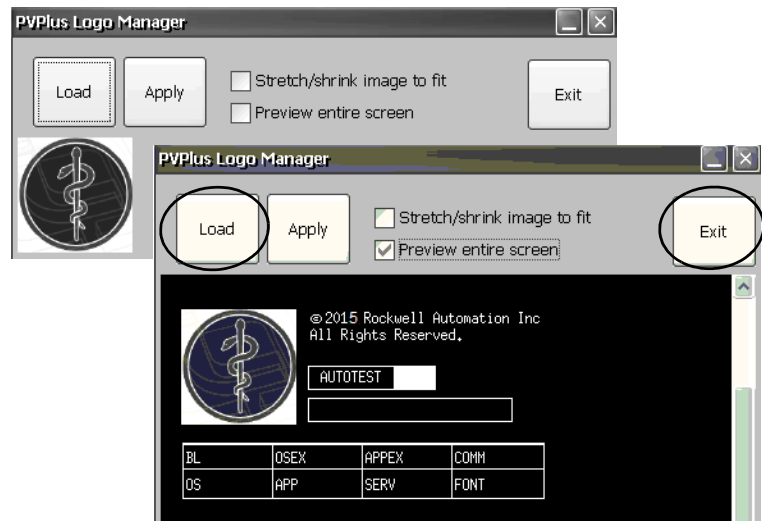 PVPlus Logo Manager
Load Apply Stretch/shrink image to fit Exit
Preview entire screen
PVPlus Logo Manager
Load Apply Stretch/shrink image to fit Exit
Preview entire screen
©2015 Rockwell Automation Inc
All Rights Reserved.
AUTOTEST
BL OSEX APPEX COMM
OS APP SERV FONT